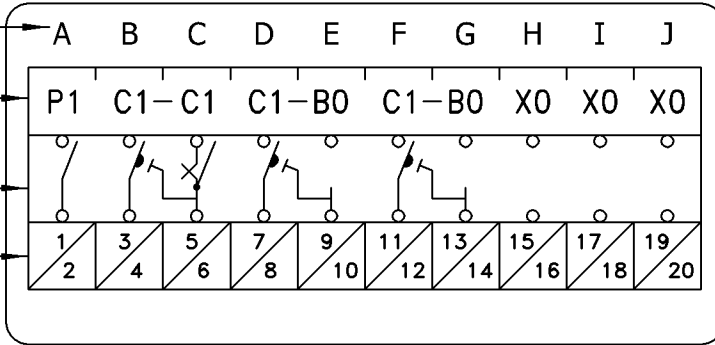 A B C D E F G H I J
P1 C1-C1 C1-B0 C1-B0 X0 X0 X0
1 3 5 7 9 11 13 15 17 19
2 4 6 8 10 12 14 16 18 20